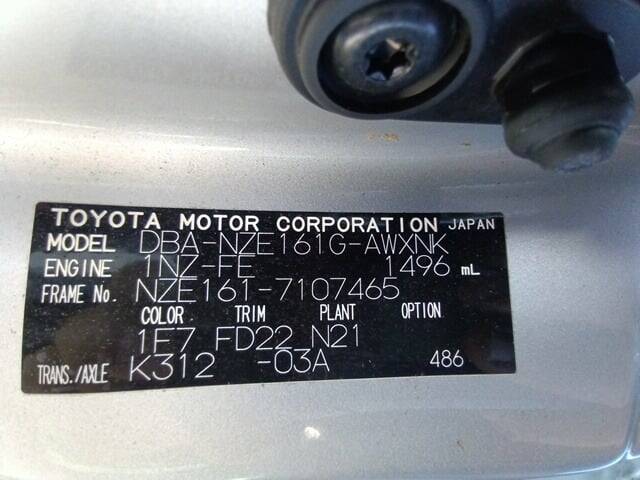 TOYOTA MOTOR CORPORATION JAPAN
MODEL DBA-NZE161G-AWXNK
ENGINE 1NZ-FE 1496 mL
FRAME No. NZE161-7107465
COLOR TRIM PLANT OPTION
1F7 FD22 N21
TRANS./AXLE K312 -03A 486